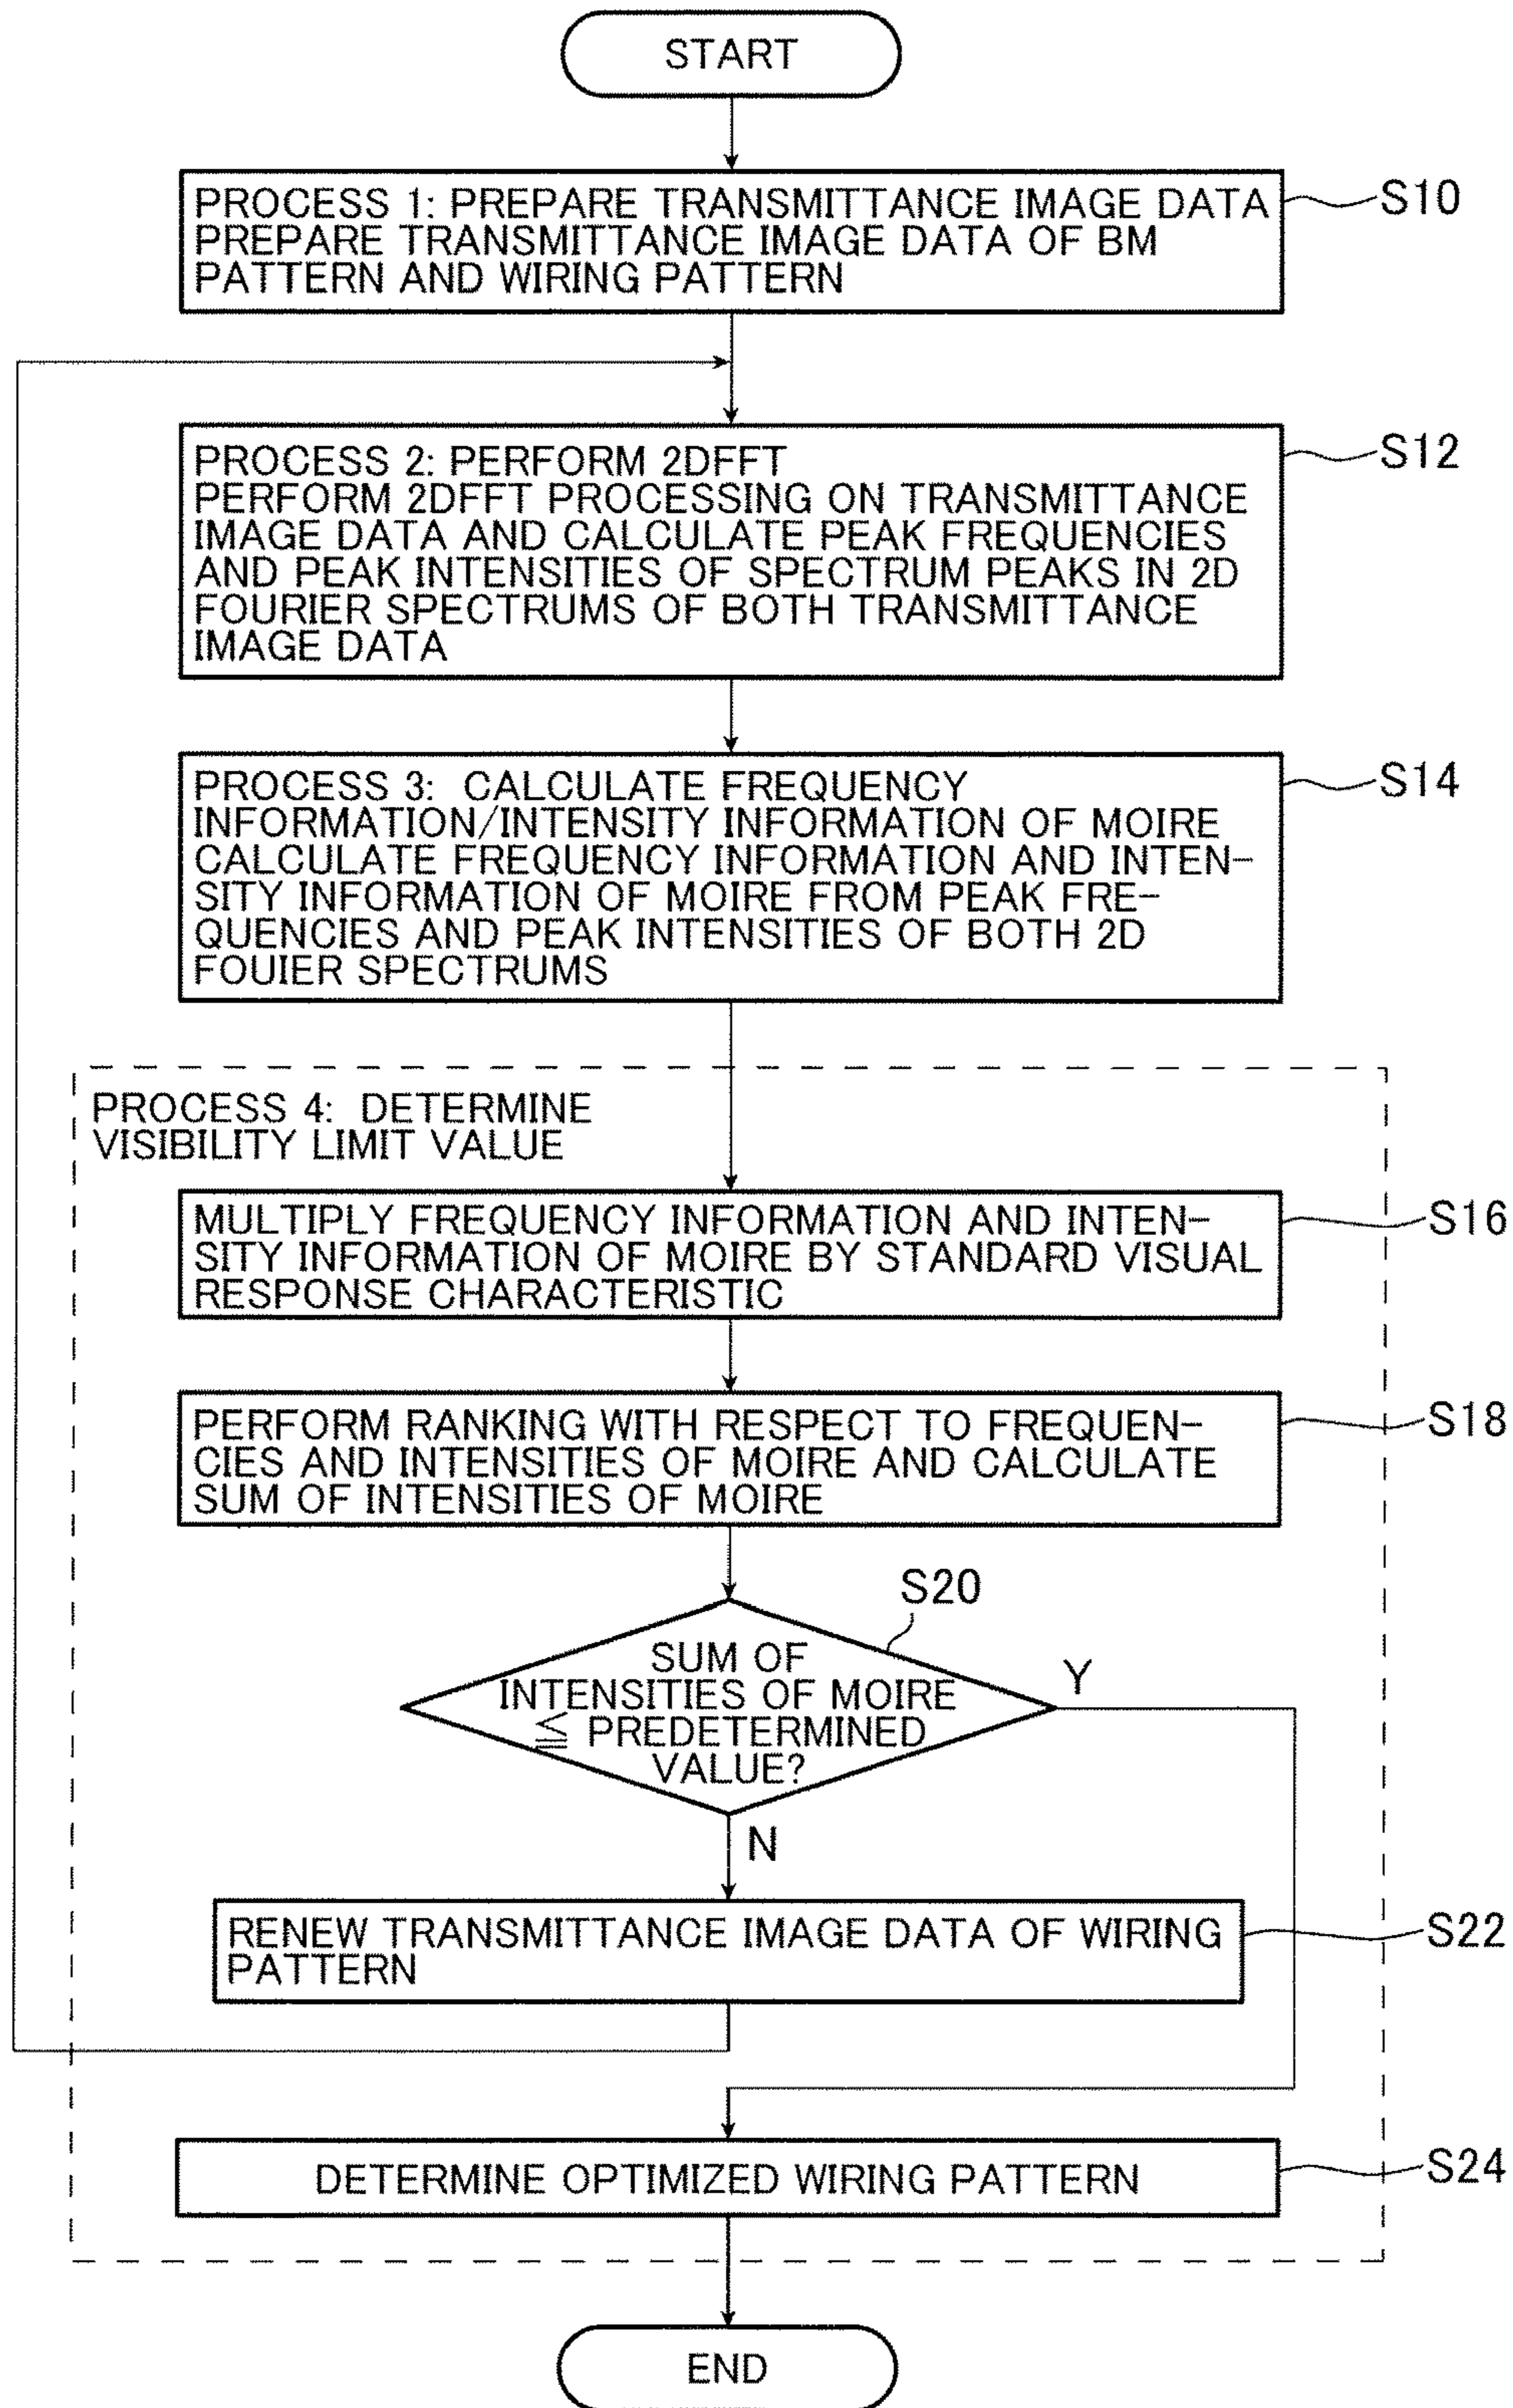 START
PROCESS 1: PREPARE TRANSMITTANCE IMAGE DATA
PREPARE TRANSMITTANCE IMAGE DATA OF BM
PATTERN AND WIRING PATTERN
S10
PROCESS 2: PERFORM 2DFFT
PERFORM 2DFFT PROCESSING ON TRANSMITTANCE
IMAGE DATA AND CALCULATE PEAK FREQUENCIES
AND PEAK INTENSITIES OF SPECTRUM PEAKS IN 2D
FOURIER SPECTRUMS OF BOTH TRANSMITTANCE
IMAGE DATA
S12
PROCESS 3: CALCULATE FREQUENCY
INFORMATION/INTENSITY INFORMATION OF MOIRE
CALCULATE FREQUENCY INFORMATION AND INTEN-
SITY INFORMATION OF MOIRE FROM PEAK FRE-
QUENCIES AND PEAK INTENSITIES OF BOTH 2D
FOUIER SPECTRUMS
S14
PROCESS 4: DETERMINE
VISIBILITY LIMIT VALUE
MULTIPLY FREQUENCY INFORMATION AND INTEN-
SITY INFORMATION OF MOIRE BY STANDARD VISUAL
RESPONSE CHARACTERISTIC
S16
PERFORM RANKING WITH RESPECT TO FREQUEN-
CIES AND INTENSITIES OF MOIRE AND CALCULATE
SUM OF INTENSITIES OF MOIRE
S18
S20
SUM OF
INTENSITIES OF MOIRE
≦ PREDETERMINED
VALUE?
Y
N
RENEW TRANSMITTANCE IMAGE DATA OF WIRING
PATTERN
S22
DETERMINE OPTIMIZED WIRING PATTERN
S24
END